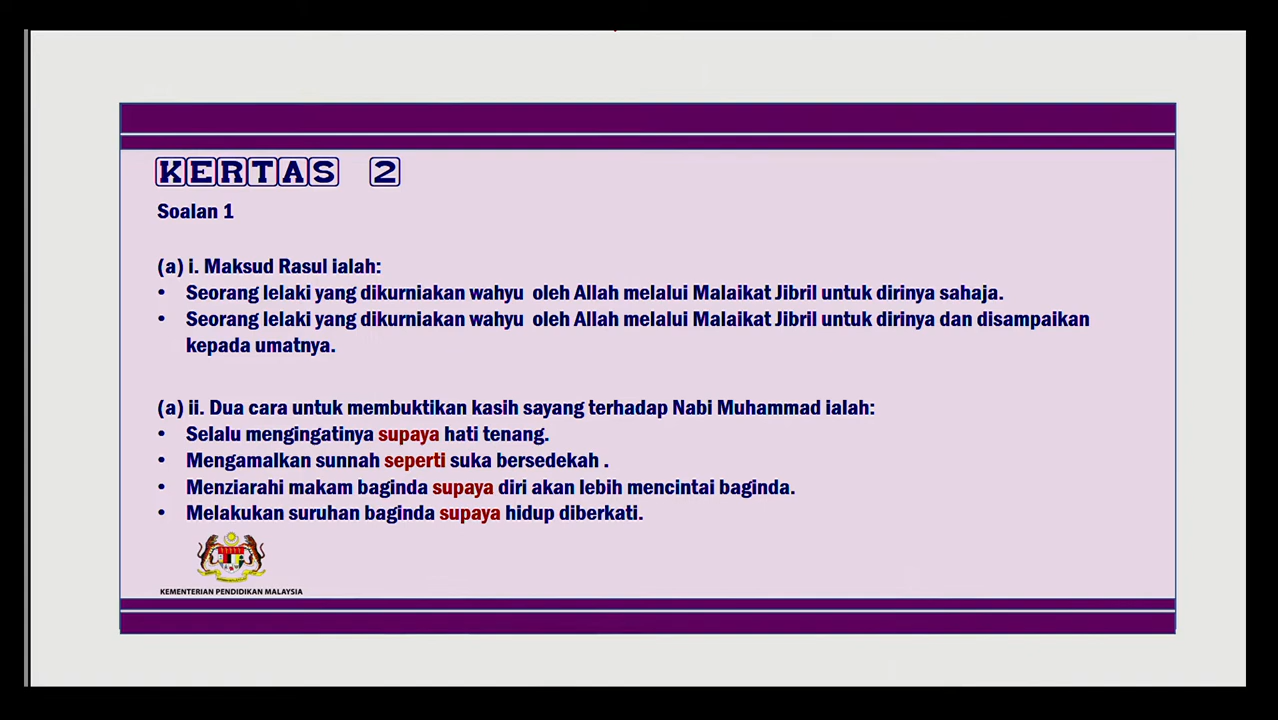 KERTAS 2
Soalan 1
(a) i. Maksud Rasul ialah:
• Seorang lelaki yang dikurniakan wahyu oleh Allah melalui Malaikat Jibril untuk dirinya sahaja.
• Seorang lelaki yang dikurniakan wahyu oleh Allah melalui Malaikat Jibril untuk dirinya dan disampaikan
kepada umatnya.
(a) ii. Dua cara untuk membuktikan kasih sayang terhadap Nabi Muhammad ialah:
• Selalu mengingatinya supaya hati tenang.
• Mengamalkan sunnah seperti suka bersedekah .
• Menziarahi makam baginda supaya diri akan lebih mencintai baginda.
• Melakukan suruhan baginda supaya hidup diberkati.
KEMENTERIAN PENDIDIKAN MALAYSIA